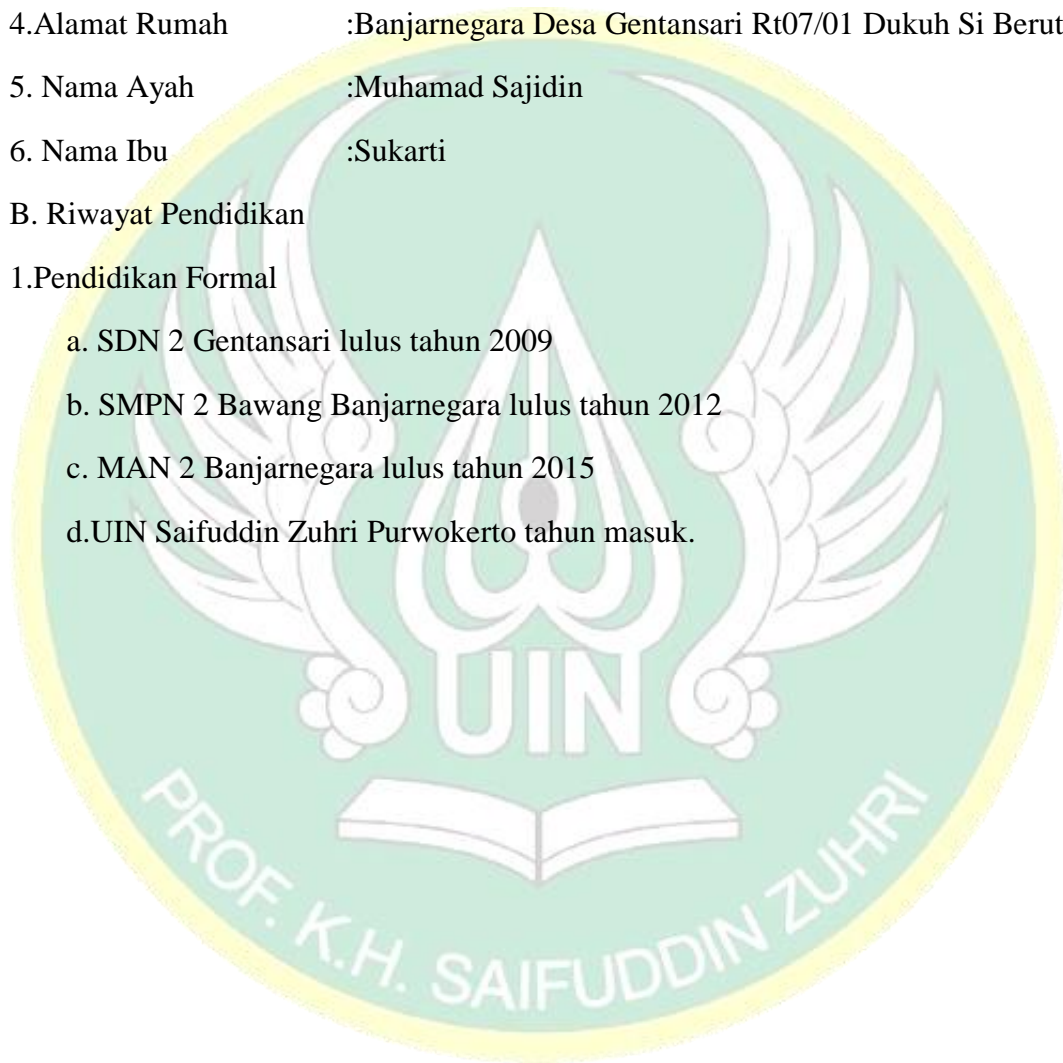 4.Alamat Rumah :Banjarnegara Desa Gentansari Rt07/01 Dukuh Si Berut
5. Nama Ayah :Muhamad Sajidin
6. Nama Ibu :Sukarti
B. Riwayat Pendidikan
1.Pendidikan Formal
a. SDN 2 Gentansari lulus tahun 2009
b. SMPN 2 Bawang Banjarnegara lulus tahun 2012
c. MAN 2 Banjarnegara lulus tahun 2015
d.UIN Saifuddin Zuhri Purwokerto tahun masuk.
UIN
PROF. K.H. SAIFUDDIN ZUHRI